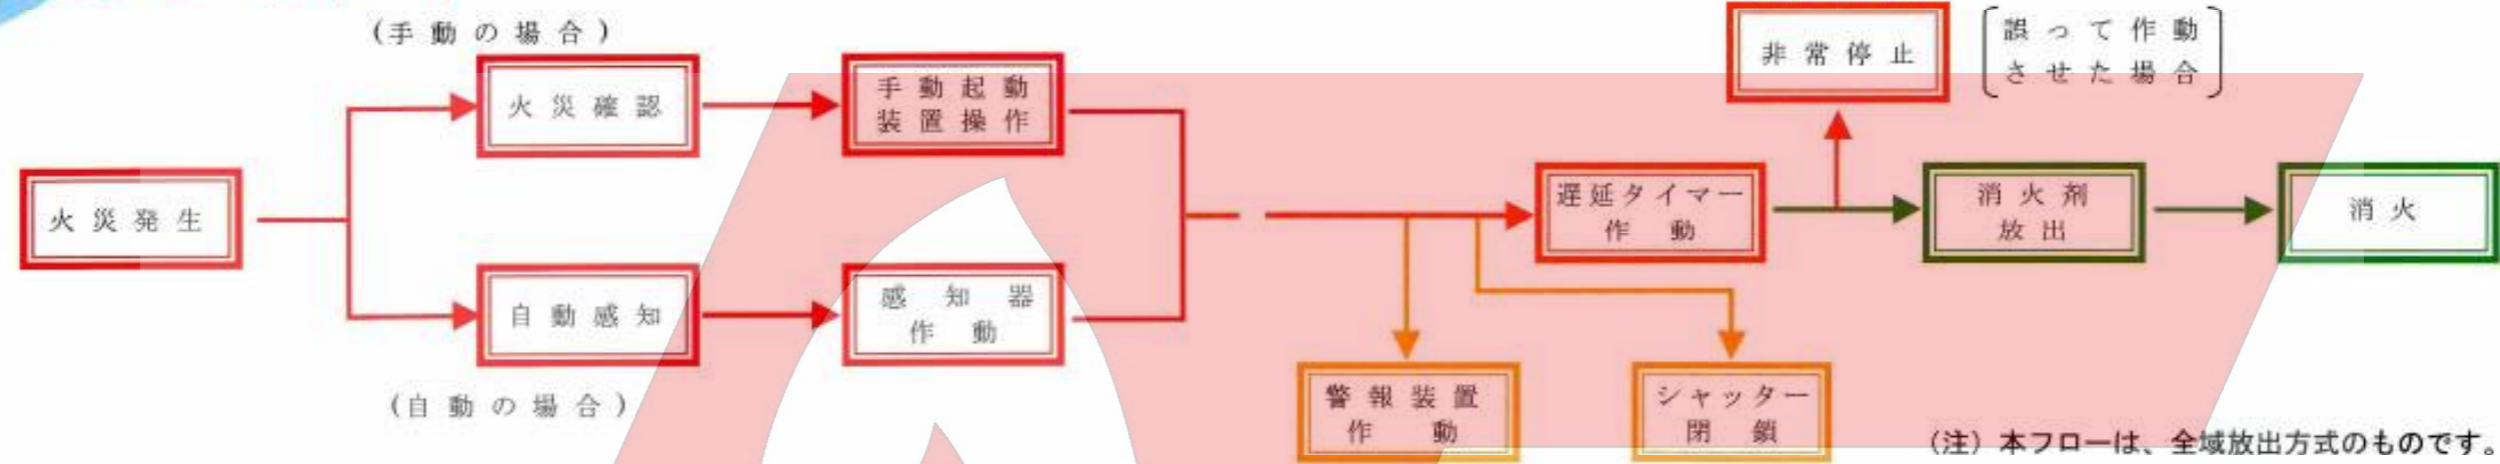 (手動の場合)
火災確認
手動起動
装置操作
非常停止
誤って作動
させた場合
火災発生
自動感知
感知器
作動
(自動の場合)
遅延タイマー
作動
消火剤
放出
消火
警報装置
作動
シャッター
閉鎖
(注) 本フローは、全域放出方式のものです。